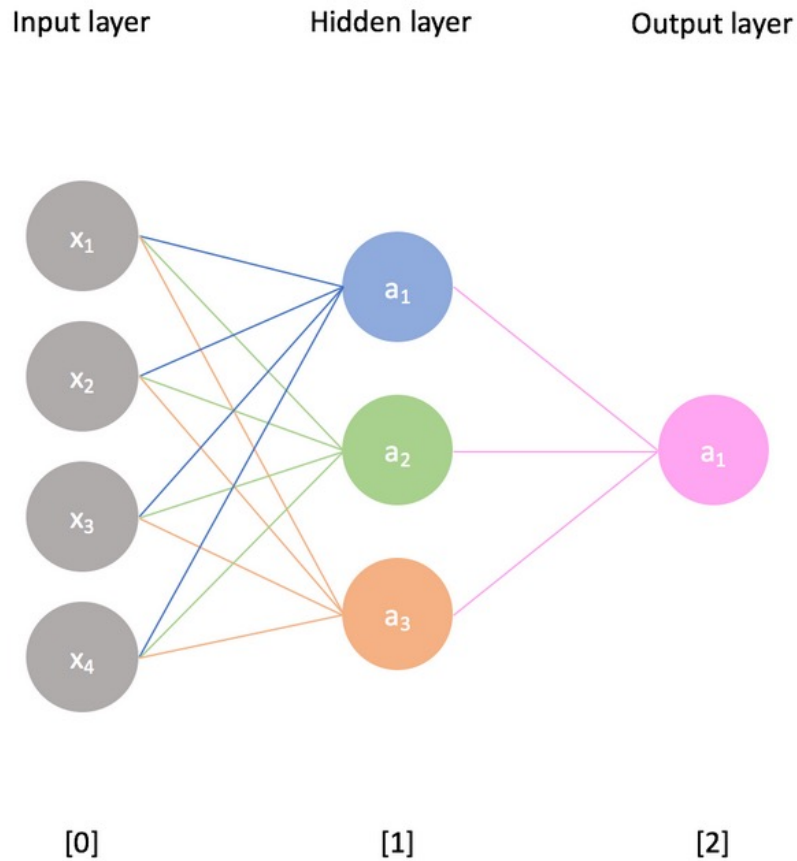 Input layer Hidden layer Output layer
x₁
a₁
x₂
a₂
a₁
x₃
a₃
x₄
[0] [1] [2]